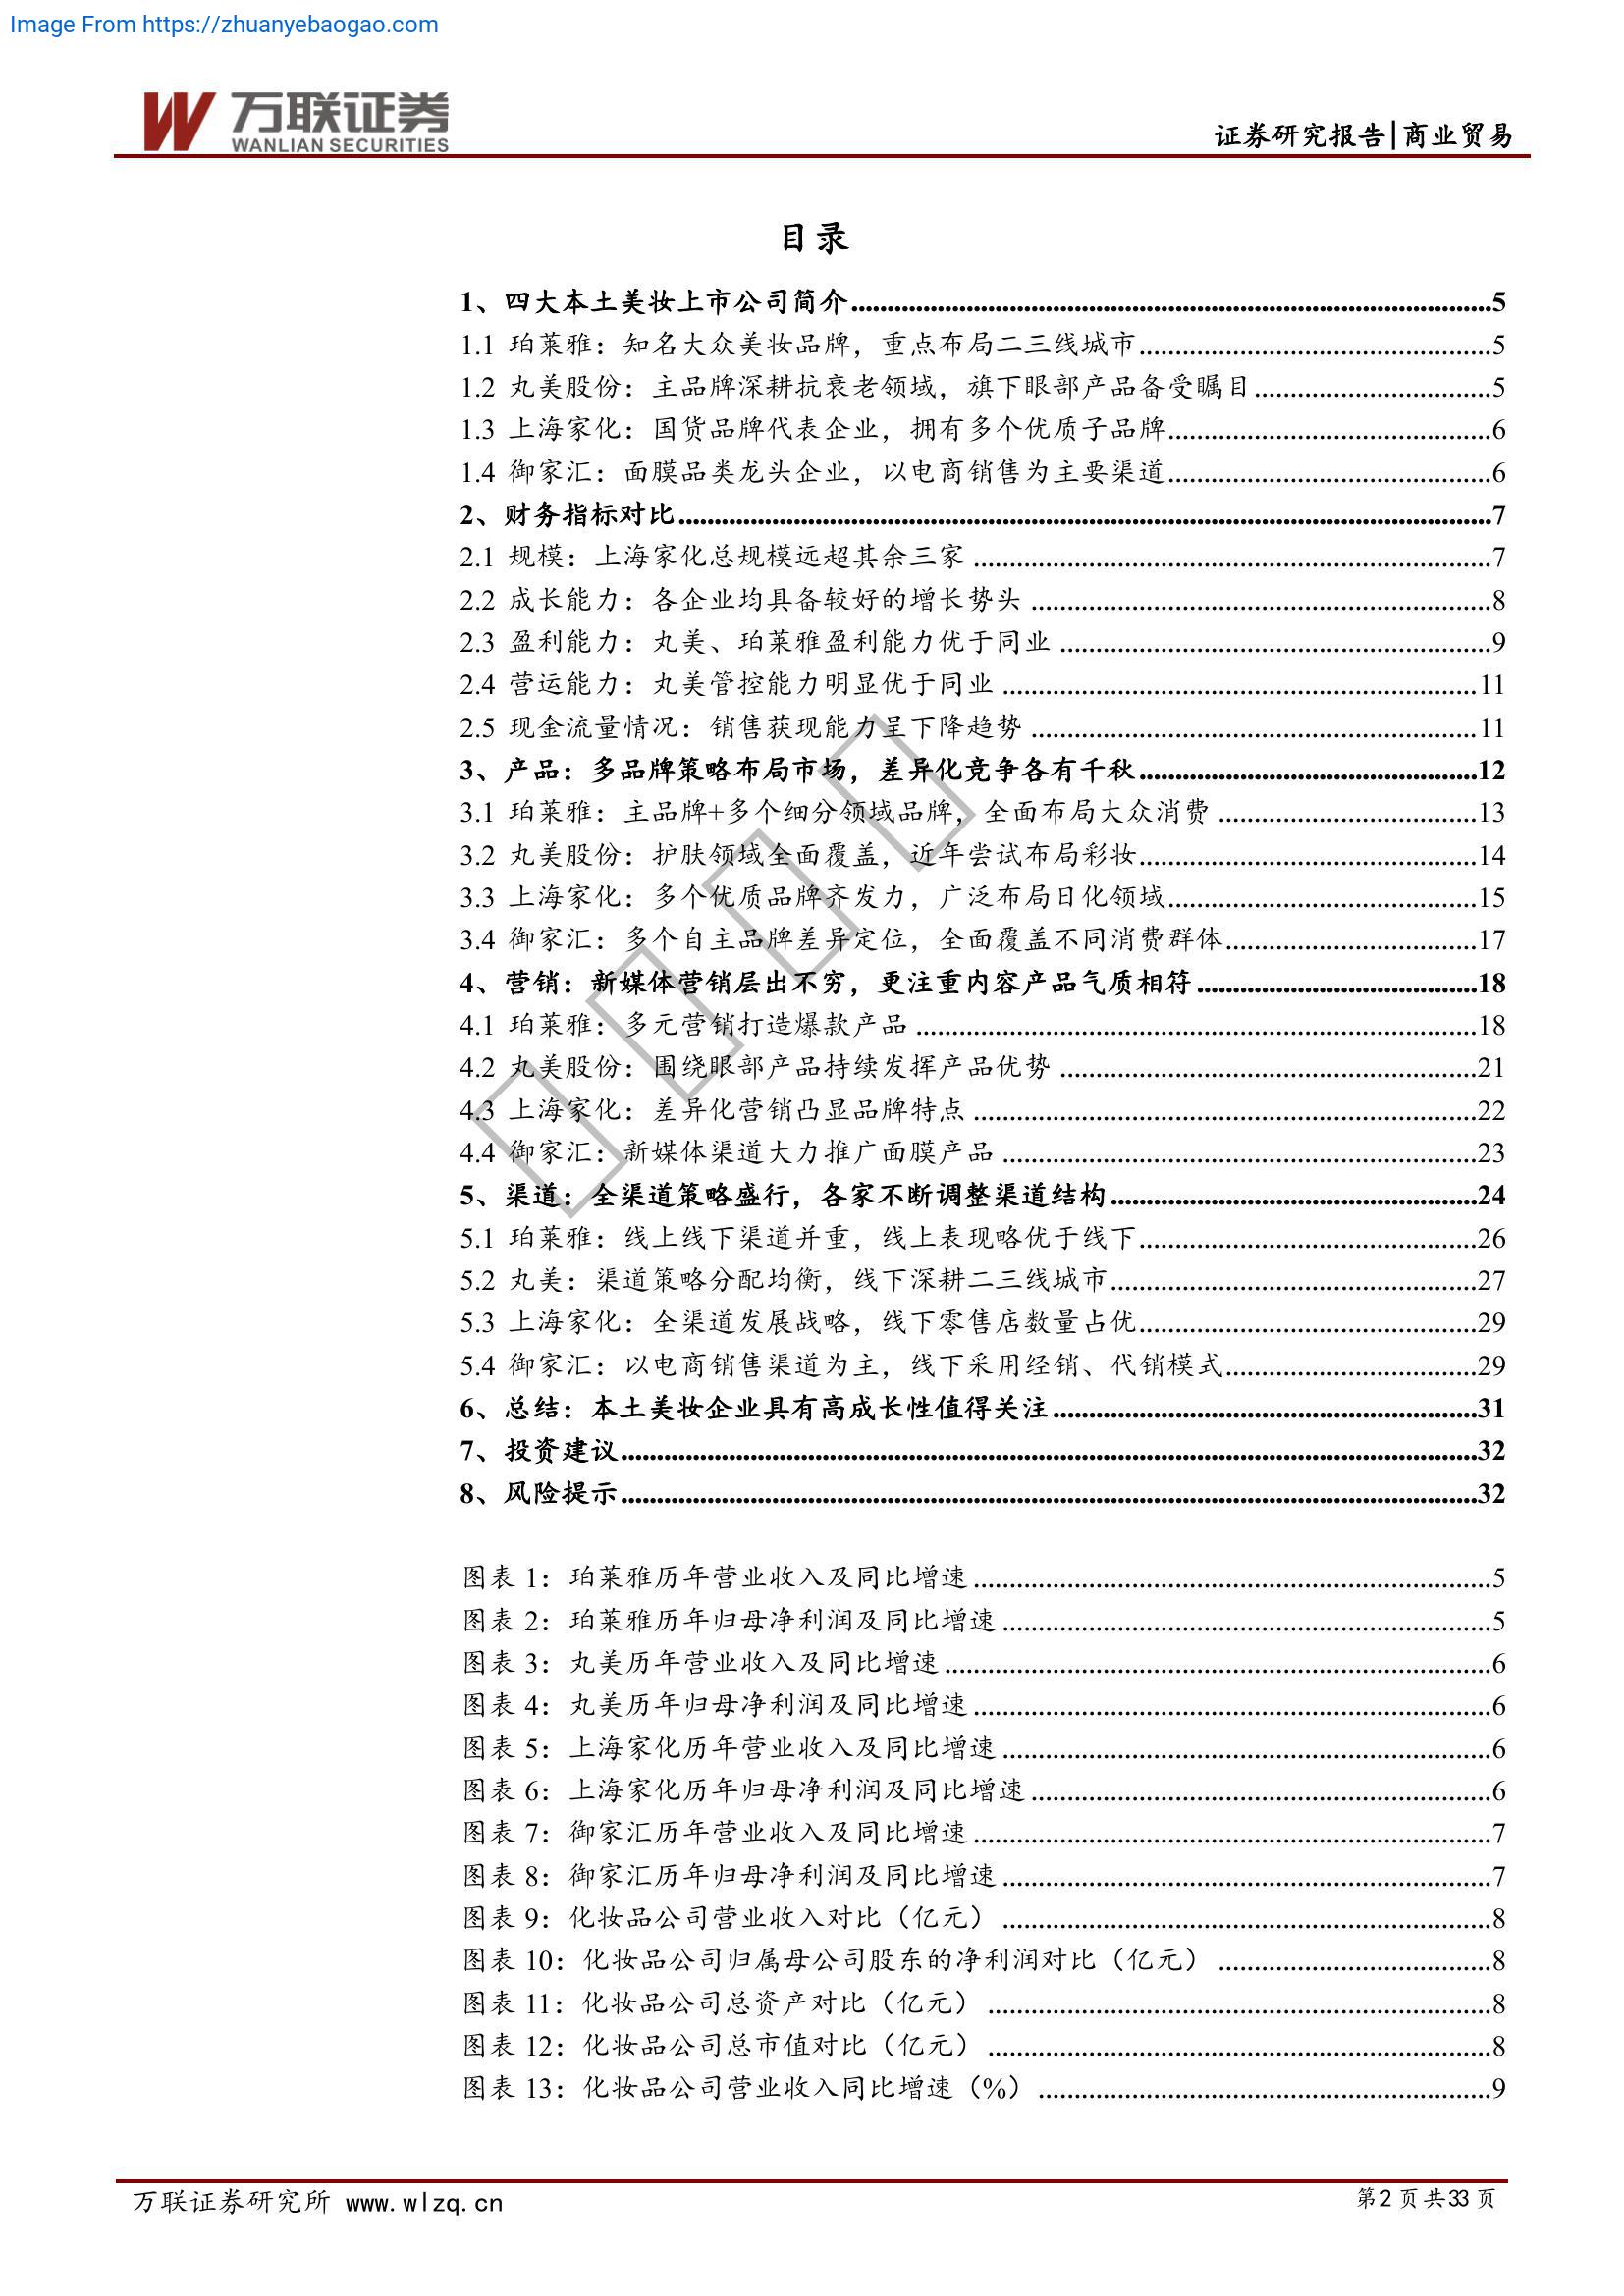 Image From https://zhuanyebaogao.com
万联证券
WANLIAN SECURITIES
证券研究报告|商业贸易
目录
1、四大本土美妆上市公司简介........5
1.1 珀莱雅：知名大众美妆品牌，重点布局二三线城市........5
1.2 丸美股份：主品牌深耕抗衰老领域，旗下眼部产品备受瞩目........5
1.3 上海家化：国货品牌代表企业，拥有多个优质子品牌........6
1.4 御家汇：面膜品类龙头企业，以电商销售为主要渠道........6
2、财务指标对比........7
2.1 规模：上海家化总规模远超其余三家........7
2.2 成长能力：各企业均具备较好的增长势头........8
2.3 盈利能力：丸美、珀莱雅盈利能力优于同业........9
2.4 营运能力：丸美管控能力明显优于同业........11
2.5 现金流量情况：销售获现能力呈下降趋势........11
3、产品：多品牌策略布局市场，差异化竞争各有千秋........12
3.1 珀莱雅：主品牌+多个细分领域品牌，全面布局大众消费........13
3.2 丸美股份：护肤领域全面覆盖，近年尝试布局彩妆........14
3.3 上海家化：多个优质品牌齐发力，广泛布局日化领域........15
3.4 御家汇：多个自主品牌差异定位，全面覆盖不同消费群体........17
4、营销：新媒体营销层出不穷，更注重内容产品气质相符........18
4.1 珀莱雅：多元营销打造爆款产品........18
4.2 丸美股份：围绕眼部产品持续发挥产品优势........21
4.3 上海家化：差异化营销凸显品牌特点........22
4.4 御家汇：新媒体渠道大力推广面膜产品........23
5、渠道：全渠道策略盛行，各家不断调整渠道结构........24
5.1 珀莱雅：线上线下渠道并重，线上表现略优于线下........26
5.2 丸美：渠道策略分配均衡，线下深耕二三线城市........27
5.3 上海家化：全渠道发展战略，线下零售店数量占优........29
5.4 御家汇：以电商销售渠道为主，线下采用经销、代销模式........29
6、总结：本土美妆企业具有高成长性值得关注........31
7、投资建议........32
8、风险提示........32
图表 1：珀莱雅历年营业收入及同比增速........5
图表 2：珀莱雅历年归母净利润及同比增速........5
图表 3：丸美历年营业收入及同比增速........6
图表 4：丸美历年归母净利润及同比增速........6
图表 5：上海家化历年营业收入及同比增速........6
图表 6：上海家化历年归母净利润及同比增速........6
图表 7：御家汇历年营业收入及同比增速........7
图表 8：御家汇历年归母净利润及同比增速........7
图表 9：化妆品公司营业收入对比（亿元）........8
图表 10：化妆品公司归属母公司股东的净利润对比（亿元）........8
图表 11：化妆品公司总资产对比（亿元）........8
图表 12：化妆品公司总市值对比（亿元）........8
图表 13：化妆品公司营业收入同比增速（%）........9
万联证券研究所 www.wlzq.cn
第2 页 共33 页